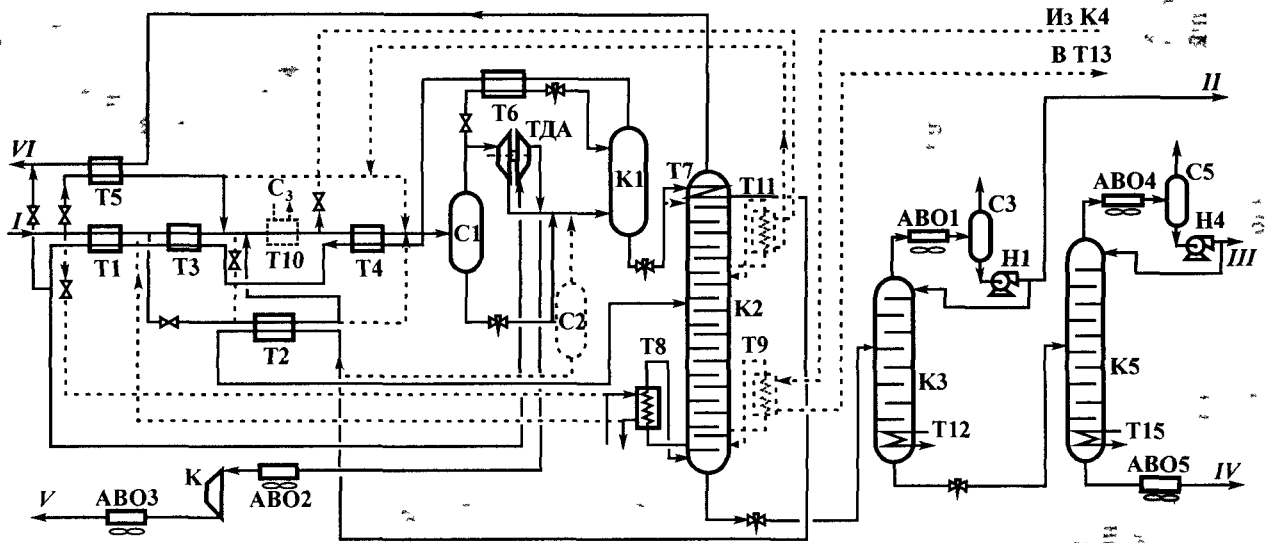 Из К4
В Т13
II
VI
Т5
I
Т1
Т3
С3
Т10
Т4
Т2
С1
Т6
ТДА
К1
С2
Т7
Т11
К2
Т8
Т9
АВО1
С3
Н1
К3
Т12
АВО4
С5
Н4
III
К5
Т15
АВО5
IV
К
АВО2
АВО3
V